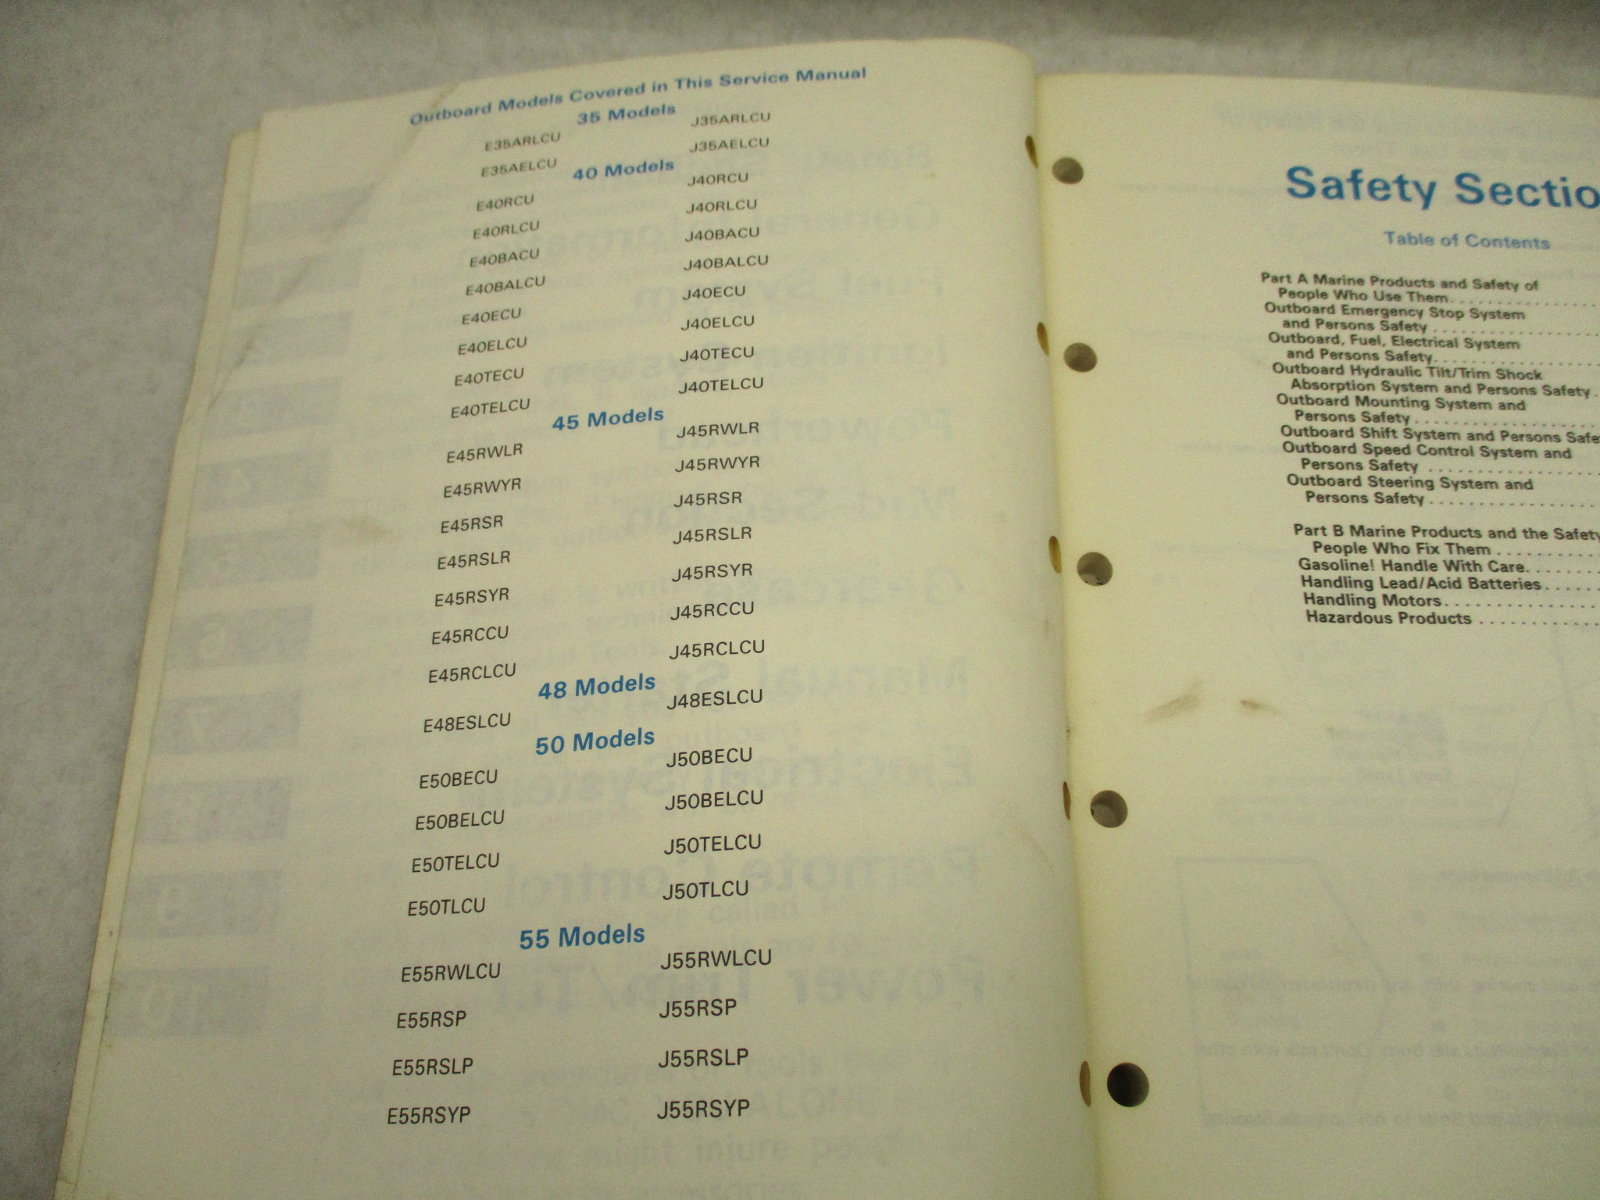 Outboard Models Covered in This Service Manual
35 Models
E35ARLCU J35ARLCU
E35AELCU J35AELCU
40 Models
E40RCU J40RCU
E40RLCU J40RLCU
E40BACU J40BACU
E40BALCU J40BALCU
E40ECU J40ECU
E40ELCU J40ELCU
E40TECU J40TECU
E40TELCU J40TELCU
45 Models
E45RWLR J45RWLR
E45RWYR J45RWYR
E45RSR J45RSR
E45RSLR J45RSLR
E45RSYR J45RSYR
E45RCCU J45RCCU
E45RCLCU J45RCLCU
48 Models
E48ESLCU J48ESLCU
50 Models
E50BECU J50BECU
E50BELCU J50BELCU
E50TELCU J50TELCU
E50TLCU J50TLCU
55 Models
E55RWLCU J55RWLCU
E55RSP J55RSP
E55RSLP J55RSLP
E55RSYP J55RSYP
Safety Sectio
Table of Contents
Part A Marine Products and Safety of
People Who Use Them
Outboard Emergency Stop System
and Persons Safety
Outboard, Fuel, Electrical System
and Persons Safety
Outboard Hydraulic Tilt/Trim Shock
Absorption System and Persons Safety
Outboard Mounting System and
Persons Safety
Outboard Shift System and Persons Safe
Outboard Speed Control System and
Persons Safety
Outboard Steering System and
Persons Safety
Part B Marine Products and the Safety
People Who Fix Them
Gasoline! Handle With Care
Handling Lead/Acid Batteries
Handling Motors
Hazardous Products